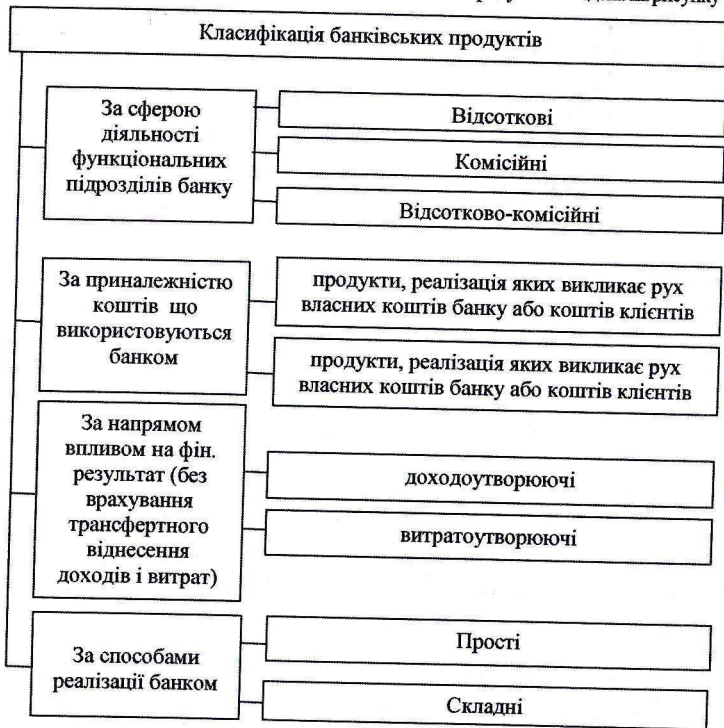 рисунку
Класифікація банківських продуктів
За сферою
діяльності
функціональних
підрозділів банку
Відсоткові
Комісійні
Відсотково-комісійні
За приналежністю
коштів що
використовуються
банком
продукти, реалізація яких викликає рух
власних коштів банку або коштів клієнтів
продукти, реалізація яких викликає рух
власних коштів банку або коштів клієнтів
За напрямом
впливом на фін.
результат (без
врахування
трансфертного
віднесення
доходів і витрат)
доходоутворюючі
витратоутворюючі
За способами
реалізації банком
Прості
Складні